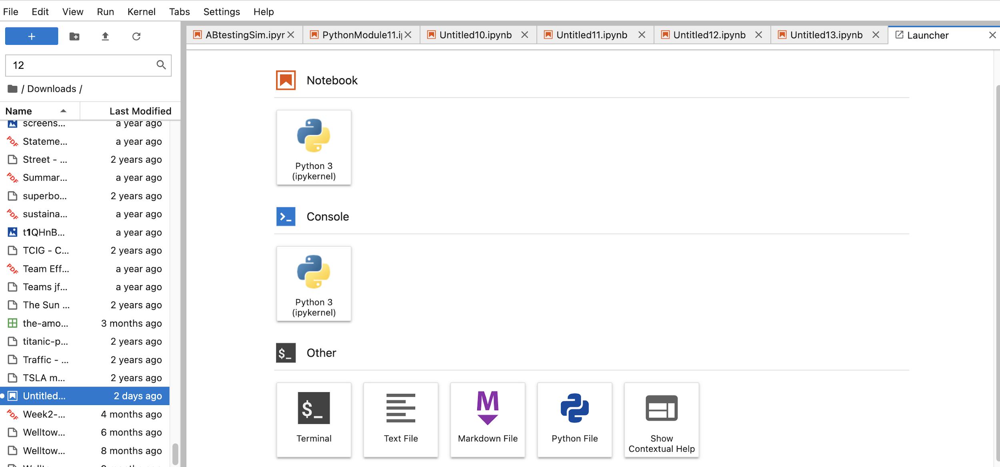 File Edit View Run Kernel Tabs Settings Help
+
12
/ Downloads /
Name Last Modified
screens... a year ago
PDF Stateme... a year ago
Street - ... 2 years ago
PDF Summar... a year ago
superbo... 2 years ago
PDF sustaina... a year ago
t1QHnB... a year ago
TCIG - C... 2 years ago
PDF Team Eff... a year ago
Teams jf... a year ago
The Sun ... 2 years ago
the-amo... 3 months ago
titanic-p... 2 years ago
Traffic - ... 2 years ago
TSLA m... 2 years ago
Untitled... 2 days ago
PDF Week2-... 4 months ago
Welltow... 6 months ago
Welltow... 8 months ago
ABtestingSim.ipyr PythonModule11.i Untitled10.ipynb Untitled11.ipynb Untitled12.ipynb Untitled13.ipynb Launcher
Notebook
Python 3
(ipykernel)
>_ Console
Python 3
(ipykernel)
$_ Other
$_
Terminal
Text File
M
Markdown File
Python File
Show
Contextual Help